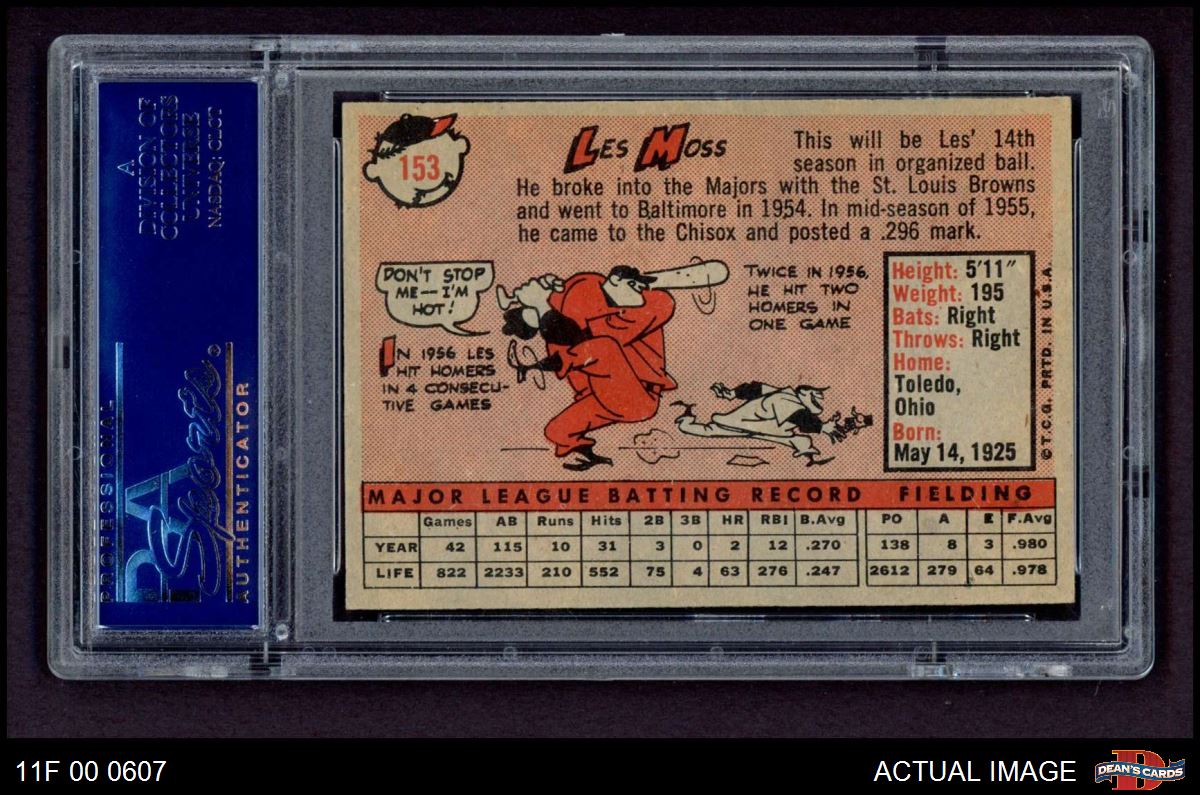 A
DIVISION OF
COLLECTORS
UNIVERSE
NASDAQ: CLCT
PROFESSIONAL
PSA
Sports
AUTHENTICATOR
153
LES MOSS
This will be Les' 14th
season in organized ball.
He broke into the Majors with the St. Louis Browns
and went to Baltimore in 1954. In mid-season of 1955,
he came to the Chisox and posted a .296 mark.
DON'T STOP
ME—I'M
HOT!
IN 1956 LES
HIT HOMERS
IN 4 CONSECU-
TIVE GAMES
TWICE IN 1956,
HE HIT TWO
HOMERS IN
ONE GAME
Height: 5'11"
Weight: 195
Bats: Right
Throws: Right
Home:
Toledo,
Ohio
Born:
May 14, 1925
© T.C.G. PRTD. IN U.S.A.
MAJOR LEAGUE BATTING RECORD FIELDING
Games AB Runs Hits 2B 3B HR RBI B.Avg PO A E F.Avg
YEAR 42 115 10 31 3 0 2 12 .270 138 8 3 .980
LIFE 822 2233 210 552 75 4 63 276 .247 2612 279 64 .978
11F 00 0607
ACTUAL IMAGE
D
DEAN'S CARDS